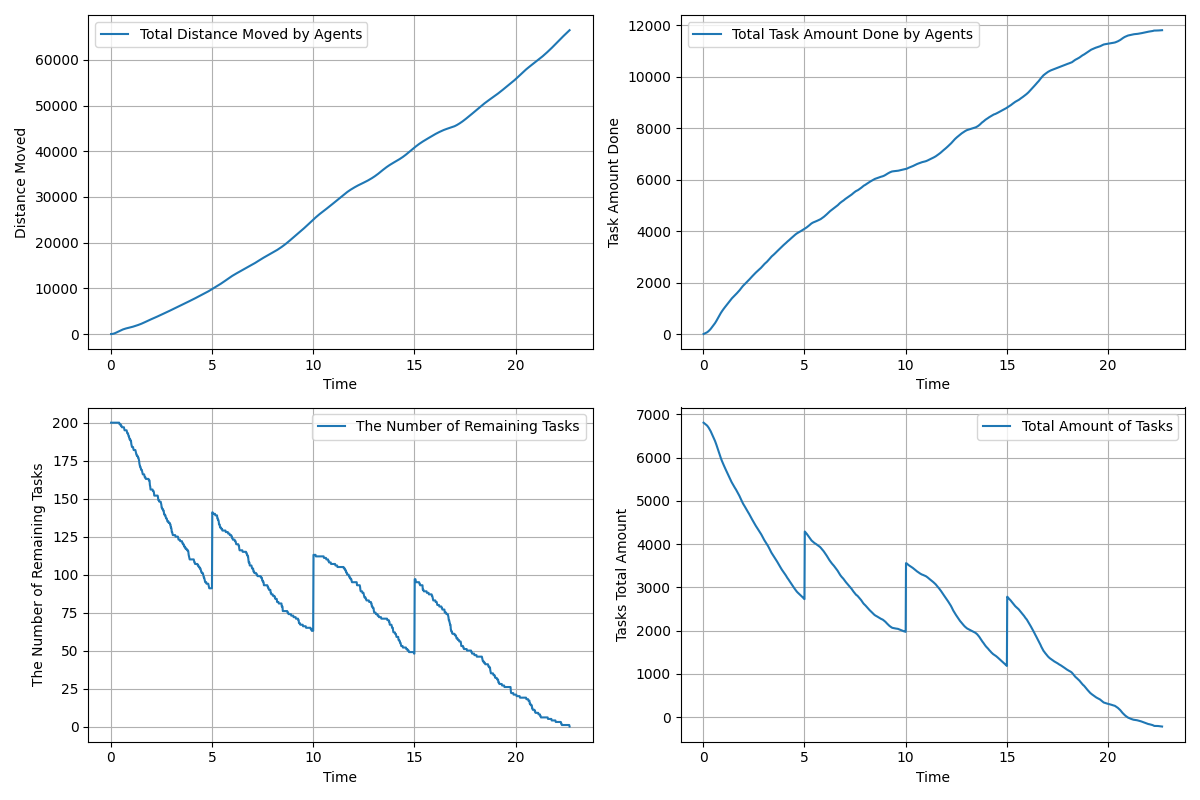 Total Distance Moved by Agents
60000
50000
40000
30000
20000
10000
0
Distance Moved
0 5 10 15 20
Time
Total Task Amount Done by Agents
12000
10000
8000
6000
4000
2000
0
Task Amount Done
0 5 10 15 20
Time
The Number of Remaining Tasks
200
175
150
125
100
75
50
25
0
The Number of Remaining Tasks
0 5 10 15 20
Time
Total Amount of Tasks
7000
6000
5000
4000
3000
2000
1000
0
Tasks Total Amount
0 5 10 15 20
Time